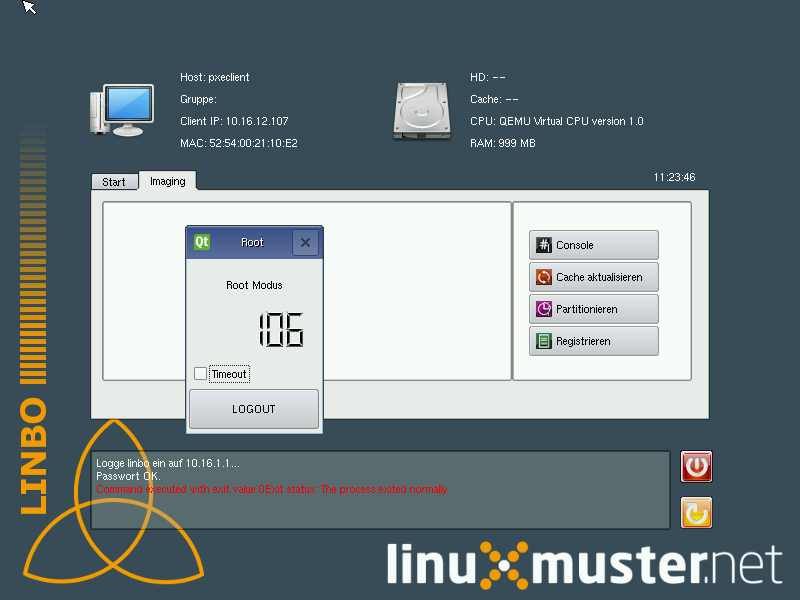 Host: pxeclient
Gruppe:
Client IP: 10.16.12.107
MAC: 52:54:00:21:10:E2
HD: --
Cache: --
CPU: QEMU Virtual CPU version 1.0
RAM: 999 MB
Start
Imaging
11:23:46
Qt
Root
Root Modus
106
Timeout
LOGOUT
Console
Cache aktualisieren
Partitionieren
Registrieren
LINBO
Logge linbo ein auf 10.16.1.1...
Passwort OK.
Command executed with exit value 0Exit status: The process exited normally.
linuxmuster.net